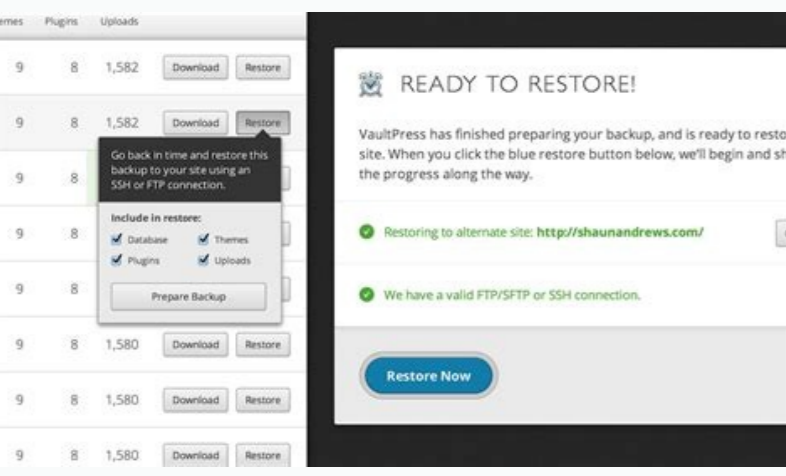 Plugins Uploads
9 8 1,582 Download Restore
9 8 1,582 Download Restore
Go back in time and restore this
backup to your site using an
SSH or FTP connection.
Include in restore:
Database Themes
Plugins Uploads
Prepare Backup
9 8
9 8
9 8
9 8 1,580 Download Restore
9 8 1,580 Download Restore
9 8 1,580 Download Restore
READY TO RESTORE!
VaultPress has finished preparing your backup, and is ready to
site. When you click the blue restore button below, we'll begin and
the progress along the way.
Restoring to alternate site: http://shaunandrews.com/
We have a valid FTP/SFTP or SSH connection.
Restore Now